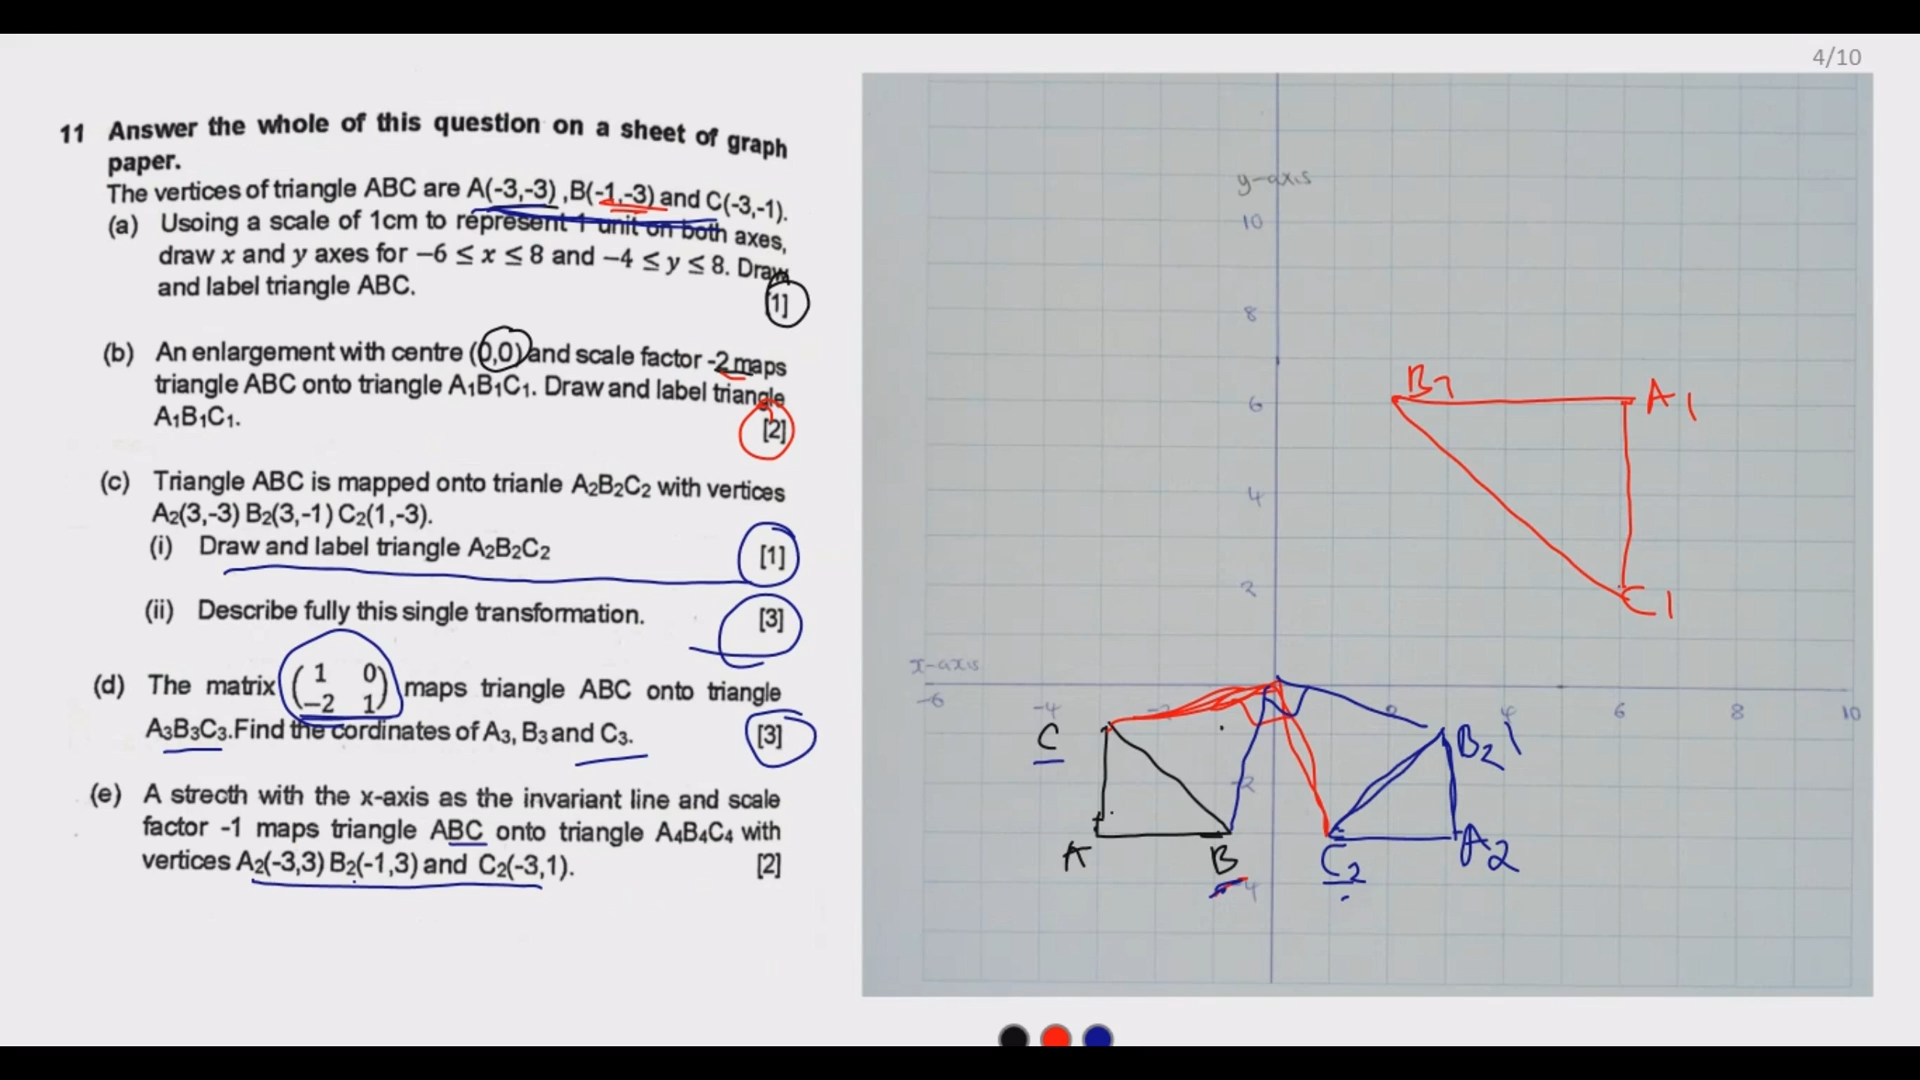 4/10
11 Answer the whole of this question on a sheet of graph
paper.
The vertices of triangle ABC are A(-3,-3) ,B(-1,-3) and C(-3,-1).
(a) Usoing a scale of 1cm to represent 1 unit on both axes,
draw x and y axes for −6 ≤ x ≤ 8 and −4 ≤ y ≤ 8. Draw
and label triangle ABC.
[1]
(b) An enlargement with centre (0,0) and scale factor -2 maps
triangle ABC onto triangle A₁B₁C₁. Draw and label triangle
A₁B₁C₁.
[2]
(c) Triangle ABC is mapped onto trianle A₂B₂C₂ with vertices
A₂(3,-3) B₂(3,-1) C₂(1,-3).
(i) Draw and label triangle A₂B₂C₂ [1]
(ii) Describe fully this single transformation. [3]
(d) The matrix ( 1 0
−2 1 ) maps triangle ABC onto triangle
A₃B₃C₃.Find the cordinates of A₃, B₃ and C₃. [3]
(e) A strecth with the x-axis as the invariant line and scale
factor -1 maps triangle ABC onto triangle A₄B₄C₄ with
vertices A₂(-3,3) B₂(-1,3) and C₂(-3,1). [2]
y-axis
10
8
B1 A1
6
4
2
C1
x-axis
-6 -4 -2 2 4 6 8 10
C B2
-2
A B C2 A2
-4